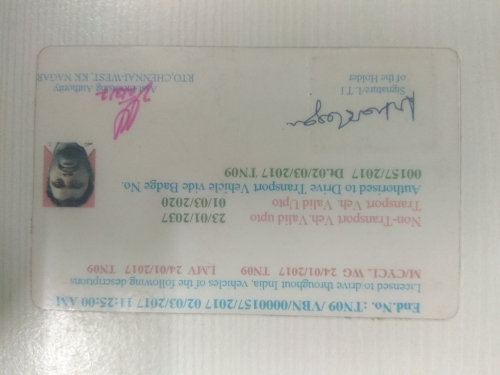 End.No. : TN09 /VBN/0000157/2017 02/03/2017 11:25:00 AM
Licensed to drive throughout India, vehicles of the following descriptions
M/CYCL. WG 24/01/2017 TN09 LMV 24/01/2017 TN09
Non-Transport Veh. Valid upto 23/01/2037
Transport Veh. Valid Upto 01/03/2020
Authorised to Drive Transport Vehicle vide Badge No.
00157/2017 Dt.02/03/2017 TN09
Signature/L.T.I
of the Holder
Authority
RTO,CHENNAI-WEST, KK NAGAR